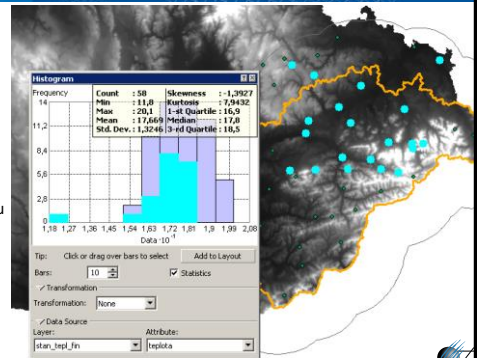 Histogram
Frequency
14
11,2
8,4
5,6
2,8
0
Count : 58 Skewness : -1,3927
Min : 11,8 Kurtosis : 7,9432
Max : 20,1 1-st Quartile : 16,9
Mean : 17,669 Median : 17,8
Std. Dev. : 1,3246 3-rd Quartile : 18,5
1,18 1,27 1,36 1,45 1,54 1,63 1,72 1,81 1,9 1,99 2,08
Data ·10⁻¹
u
Tip: Click or drag over bars to select Add to Layout
Bars: 10 Statistics
Transformation
Transformation: None
Data Source
Layer: Attribute:
stan_tepl_fin teplota